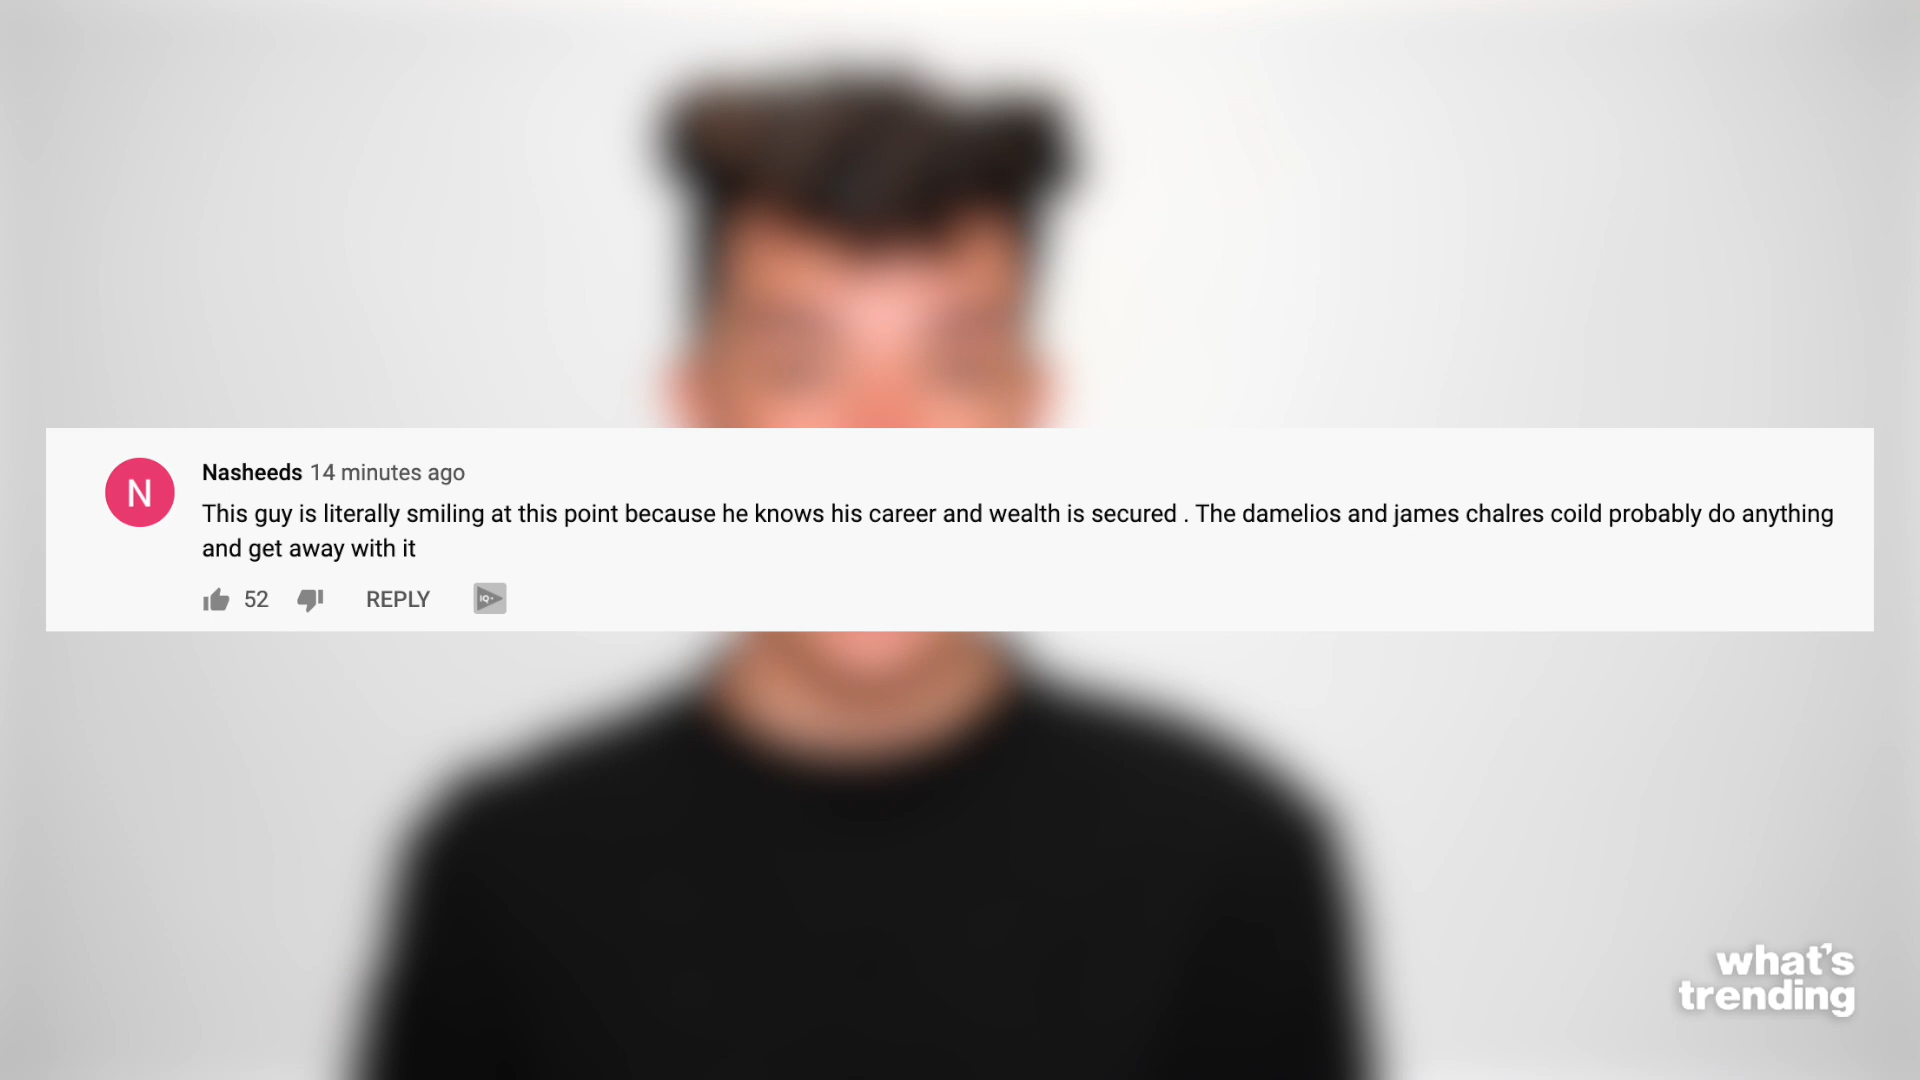 N
Nasheeds 14 minutes ago
This guy is literally smiling at this point because he knows his career and wealth is secured . The damelios and james chalres coild probably do anything
and get away with it
52 REPLY IQ+
what's
trending